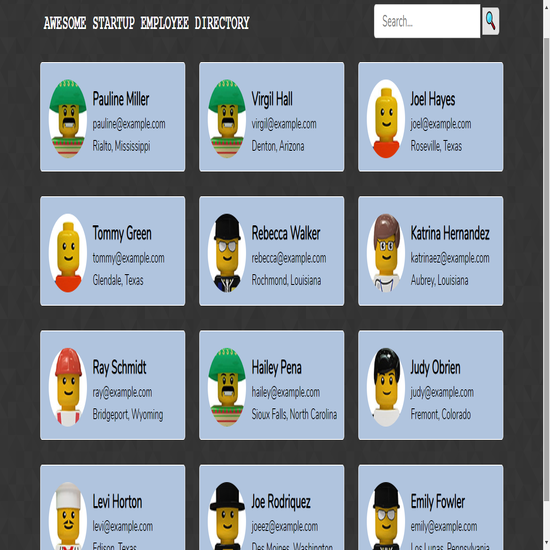 AWESOME STARTUP EMPLOYEE DIRECTORY
Search...
Pauline Miller
pauline@example.com
Rialto, Mississippi
Virgil Hall
virgil@example.com
Denton, Arizona
Joel Hayes
joel@example.com
Roseville, Texas
Tommy Green
tommy@example.com
Glendale, Texas
Rebecca Walker
rebecca@example.com
Rochmond, Louisiana
Katrina Hernandez
katrinaez@example.com
Aubrey, Louisiana
Ray Schmidt
ray@example.com
Bridgeport, Wyoming
Hailey Pena
hailey@example.com
Sioux Falls, North Carolina
Judy Obrien
judy@example.com
Fremont, Colorado
Levi Horton
levi@example.com
Edison, Texas
Joe Rodriquez
joeez@example.com
Des Moines, Washington
Emily Fowler
emily@example.com
Los Lunas, Pennsylvania